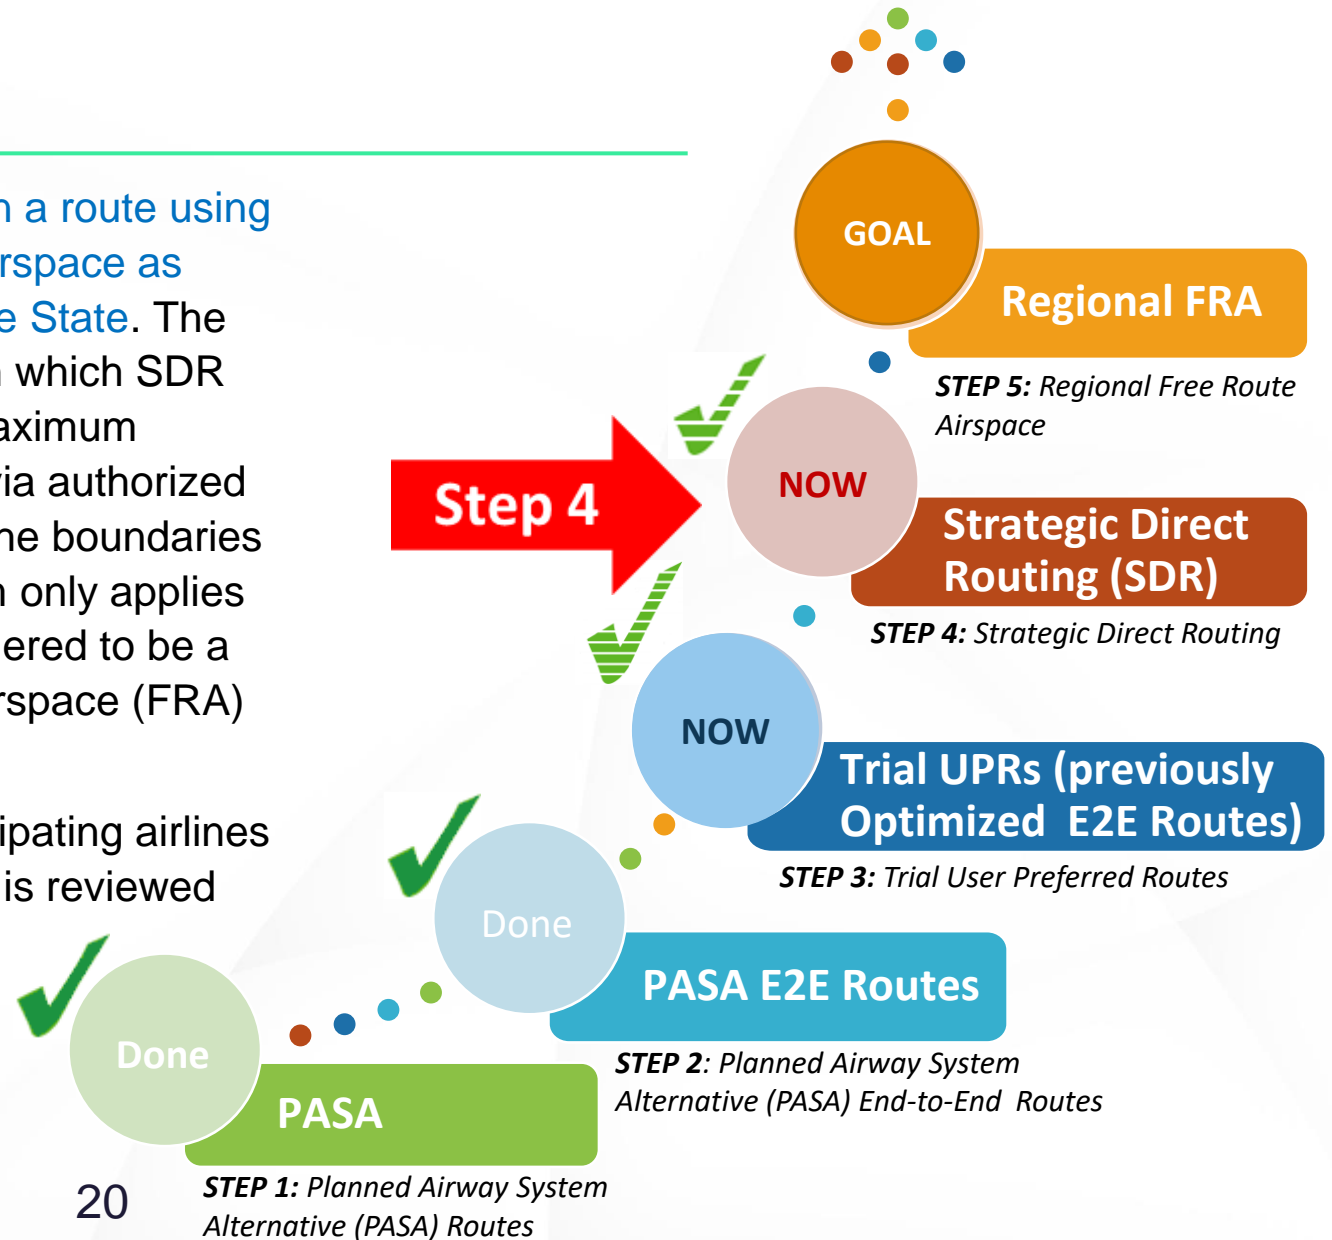 n a route using
rspace as
e State. The
n which SDR
aximum
via authorized
he boundaries
n only applies
ered to be a
rspace (FRA)
ipating airlines
is reviewed
GOAL
Regional FRA
STEP 5: Regional Free Route
Airspace
Step 4
NOW
Strategic Direct
Routing (SDR)
STEP 4: Strategic Direct Routing
NOW
Trial UPRs (previously
Optimized E2E Routes)
STEP 3: Trial User Preferred Routes
Done
PASA E2E Routes
STEP 2: Planned Airway System
Alternative (PASA) End-to-End Routes
Done
PASA
STEP 1: Planned Airway System
Alternative (PASA) Routes
20